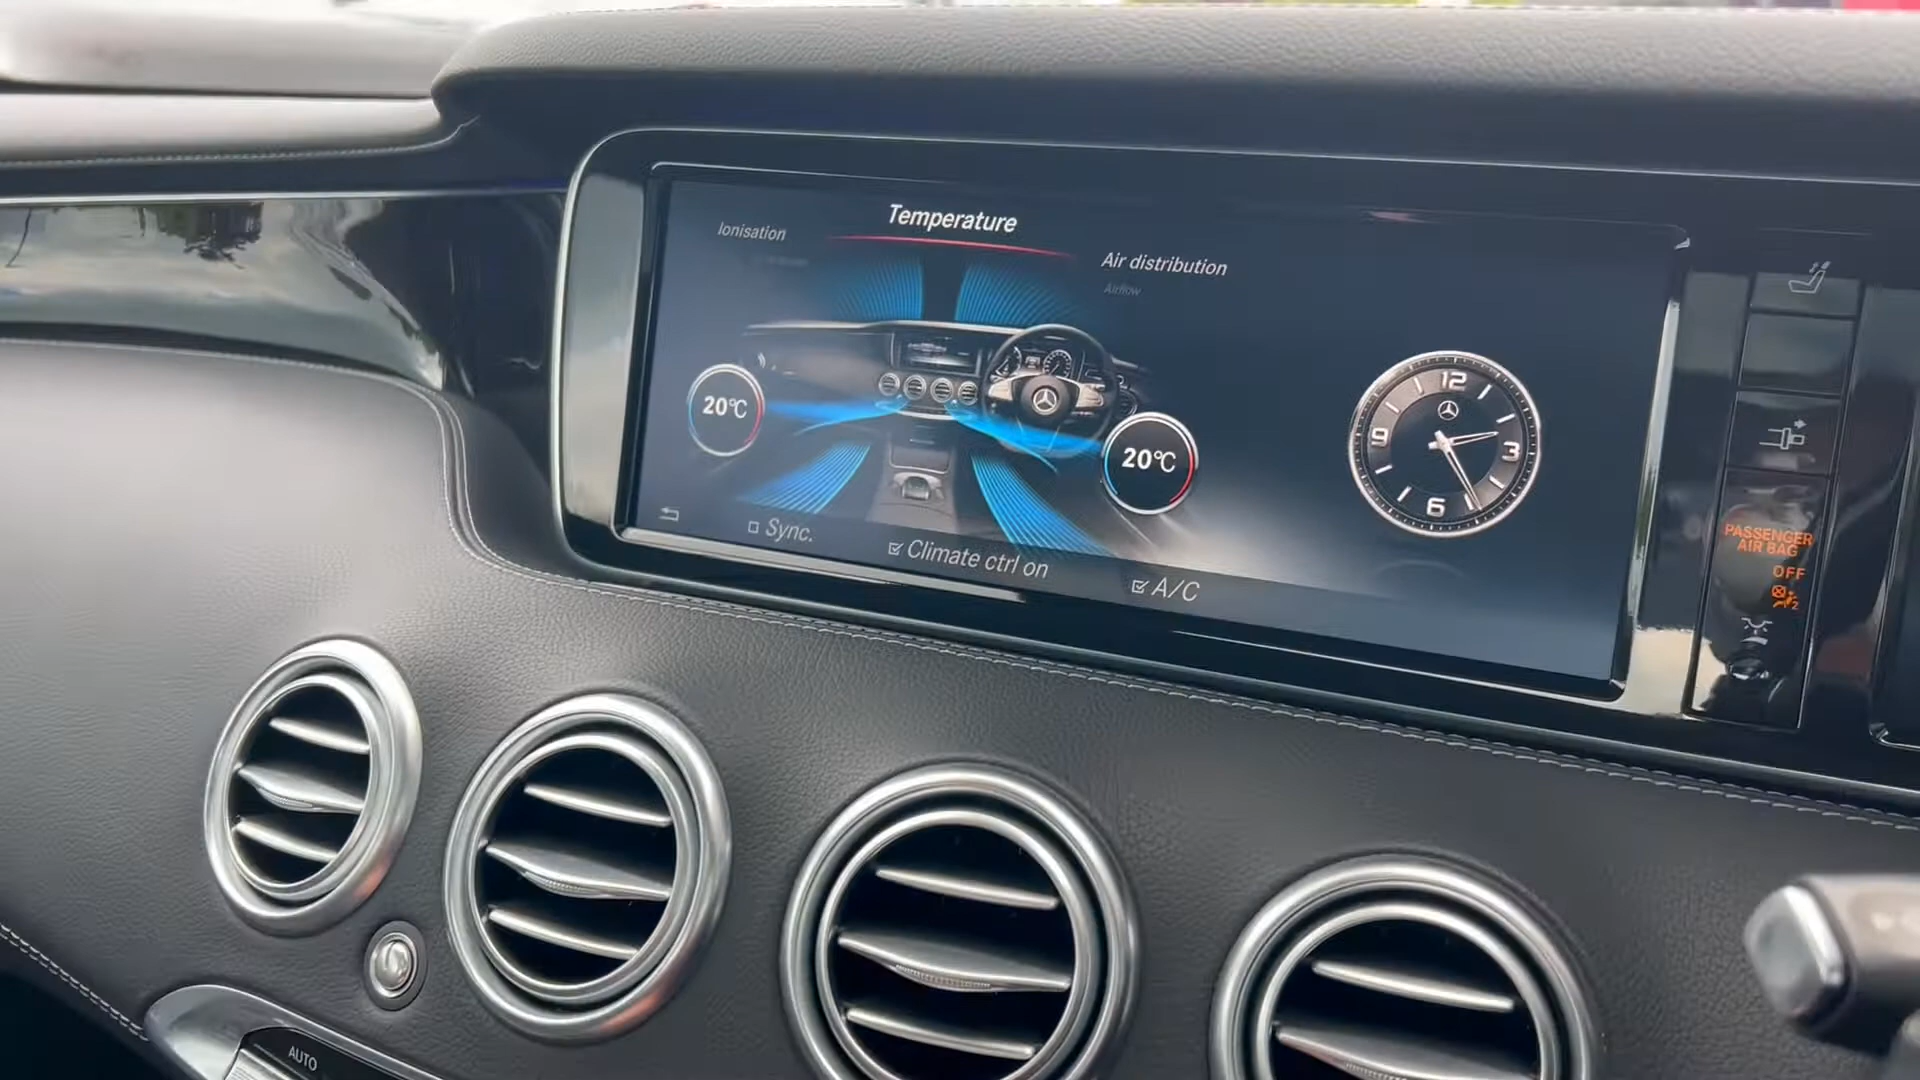 Ionisation
Temperature
Air distribution
Airflow
20°C
20°C
12
3
6
9
Sync.
Climate ctrl on
A/C
PASSENGER
AIR BAG
OFF
2
AUTO